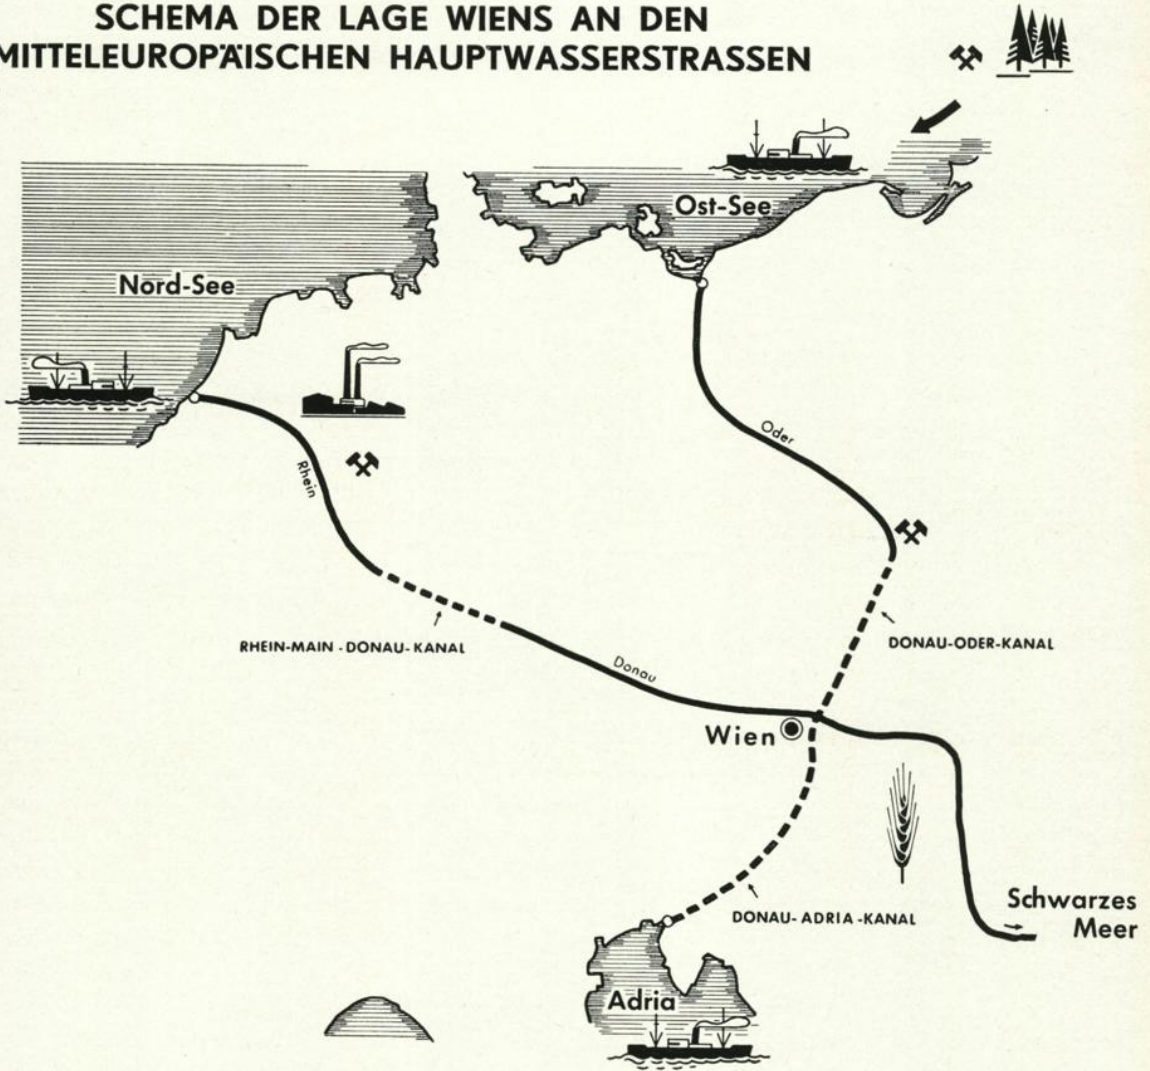 SCHEMA DER LAGE WIENS AN DEN
MITTELEUROPÄISCHEN HAUPTWASSERSTRASSEN
Ost-See
Nord-See
Oder
Rhein
RHEIN-MAIN-DONAU-KANAL
DONAU-ODER-KANAL
Donau
Wien
Schwarzes
Meer
DONAU-ADRIA-KANAL
Adria